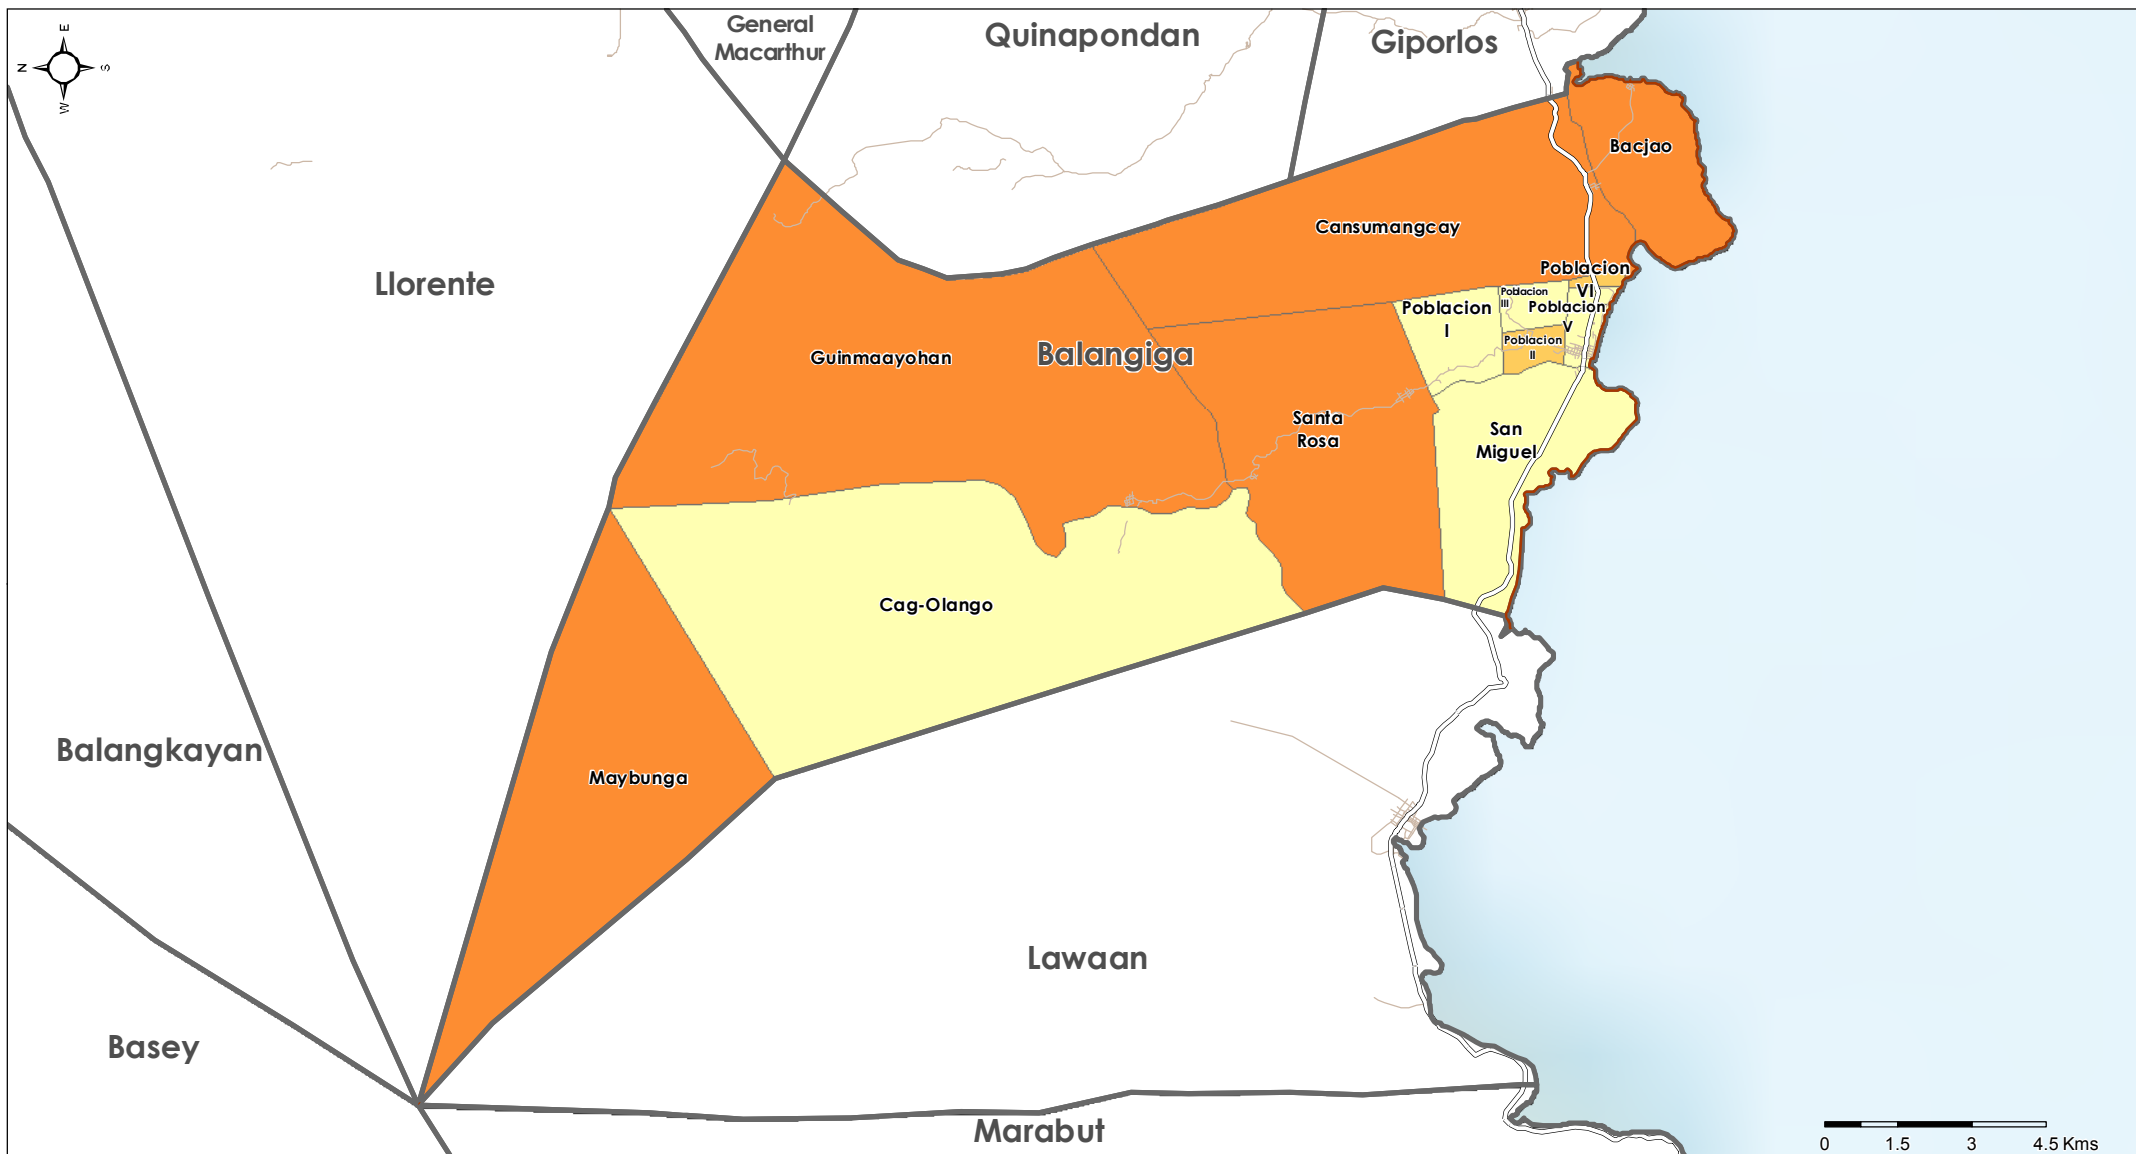 General
Macarthur
Quinapondan
Giporlos
E
N
S
W
Bacjao
Cansumangcay
Llorente
Poblacion
VI
Poblacion
III
Poblacion
I
Poblacion
V
Poblacion
II
Guinmaayohan
Balangiga
Santa
Rosa
San
Miguel
Cag-Olango
Balangkayan
Maybunga
Lawaan
Basey
Marabut
0 1.5 3 4.5 Kms